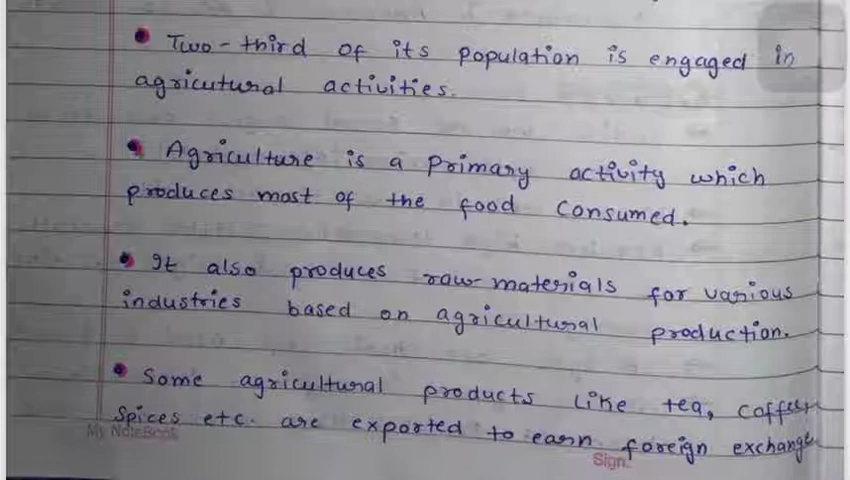 • Two-third of its population is engaged in
agricutural activities.
• Agriculture is a primary activity which
produces most of the food consumed.
• It also produces raw materials for various
industries based on agricultural production.
• Some agricultural products like tea, coffee,
spices etc. are exported to earn foreign exchange
My NoteBook
Sign.